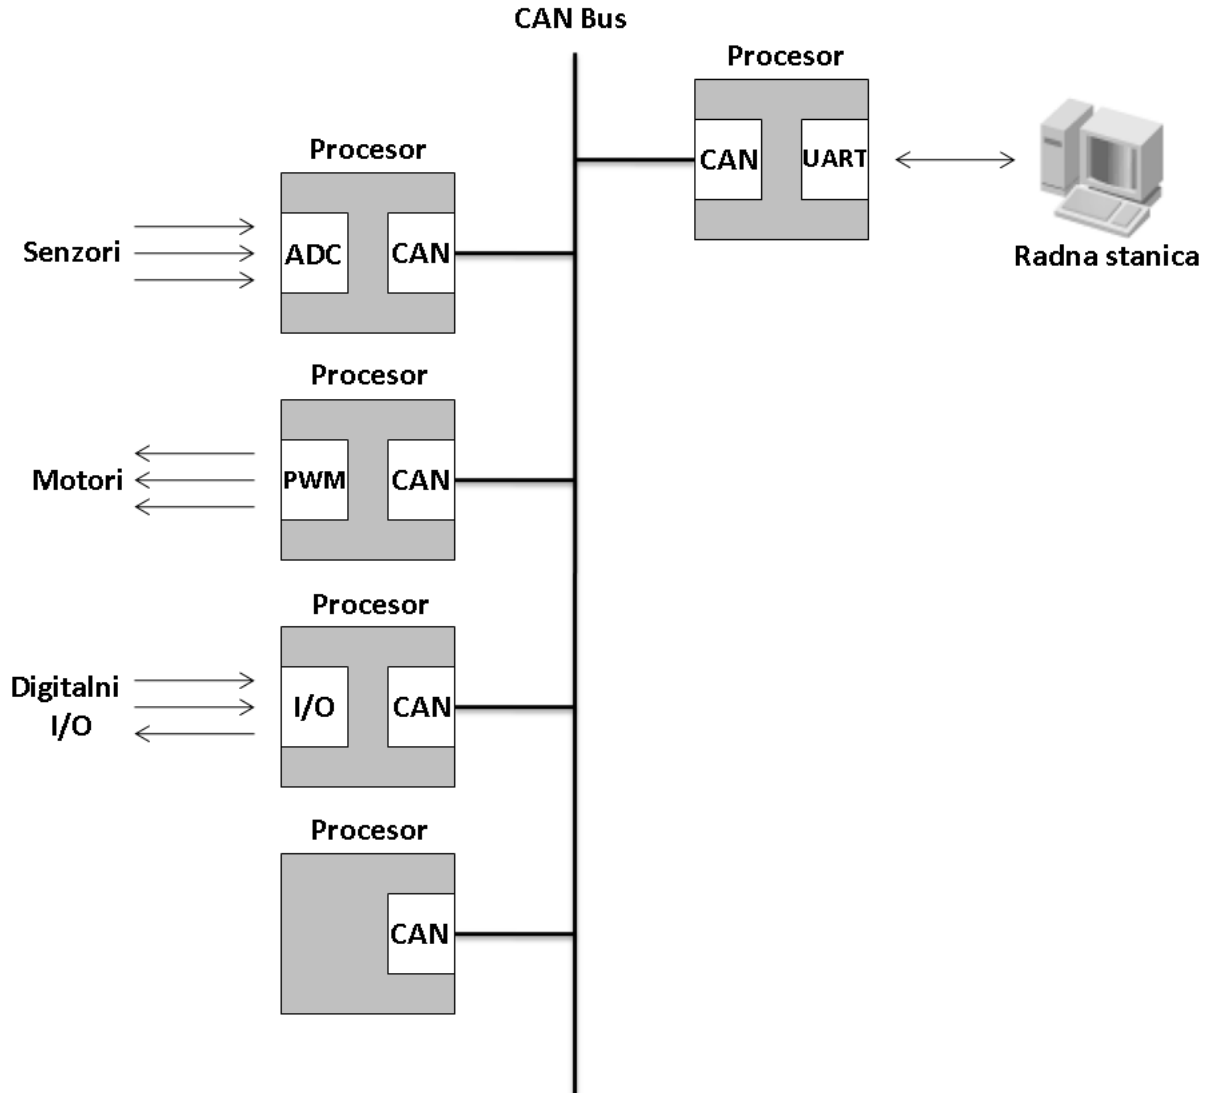 CAN Bus
Procesor
CAN
UART
Radna stanica
Procesor
Senzori
ADC
CAN
Procesor
Motori
PWM
CAN
Procesor
Digitalni
I/O
I/O
CAN
Procesor
CAN